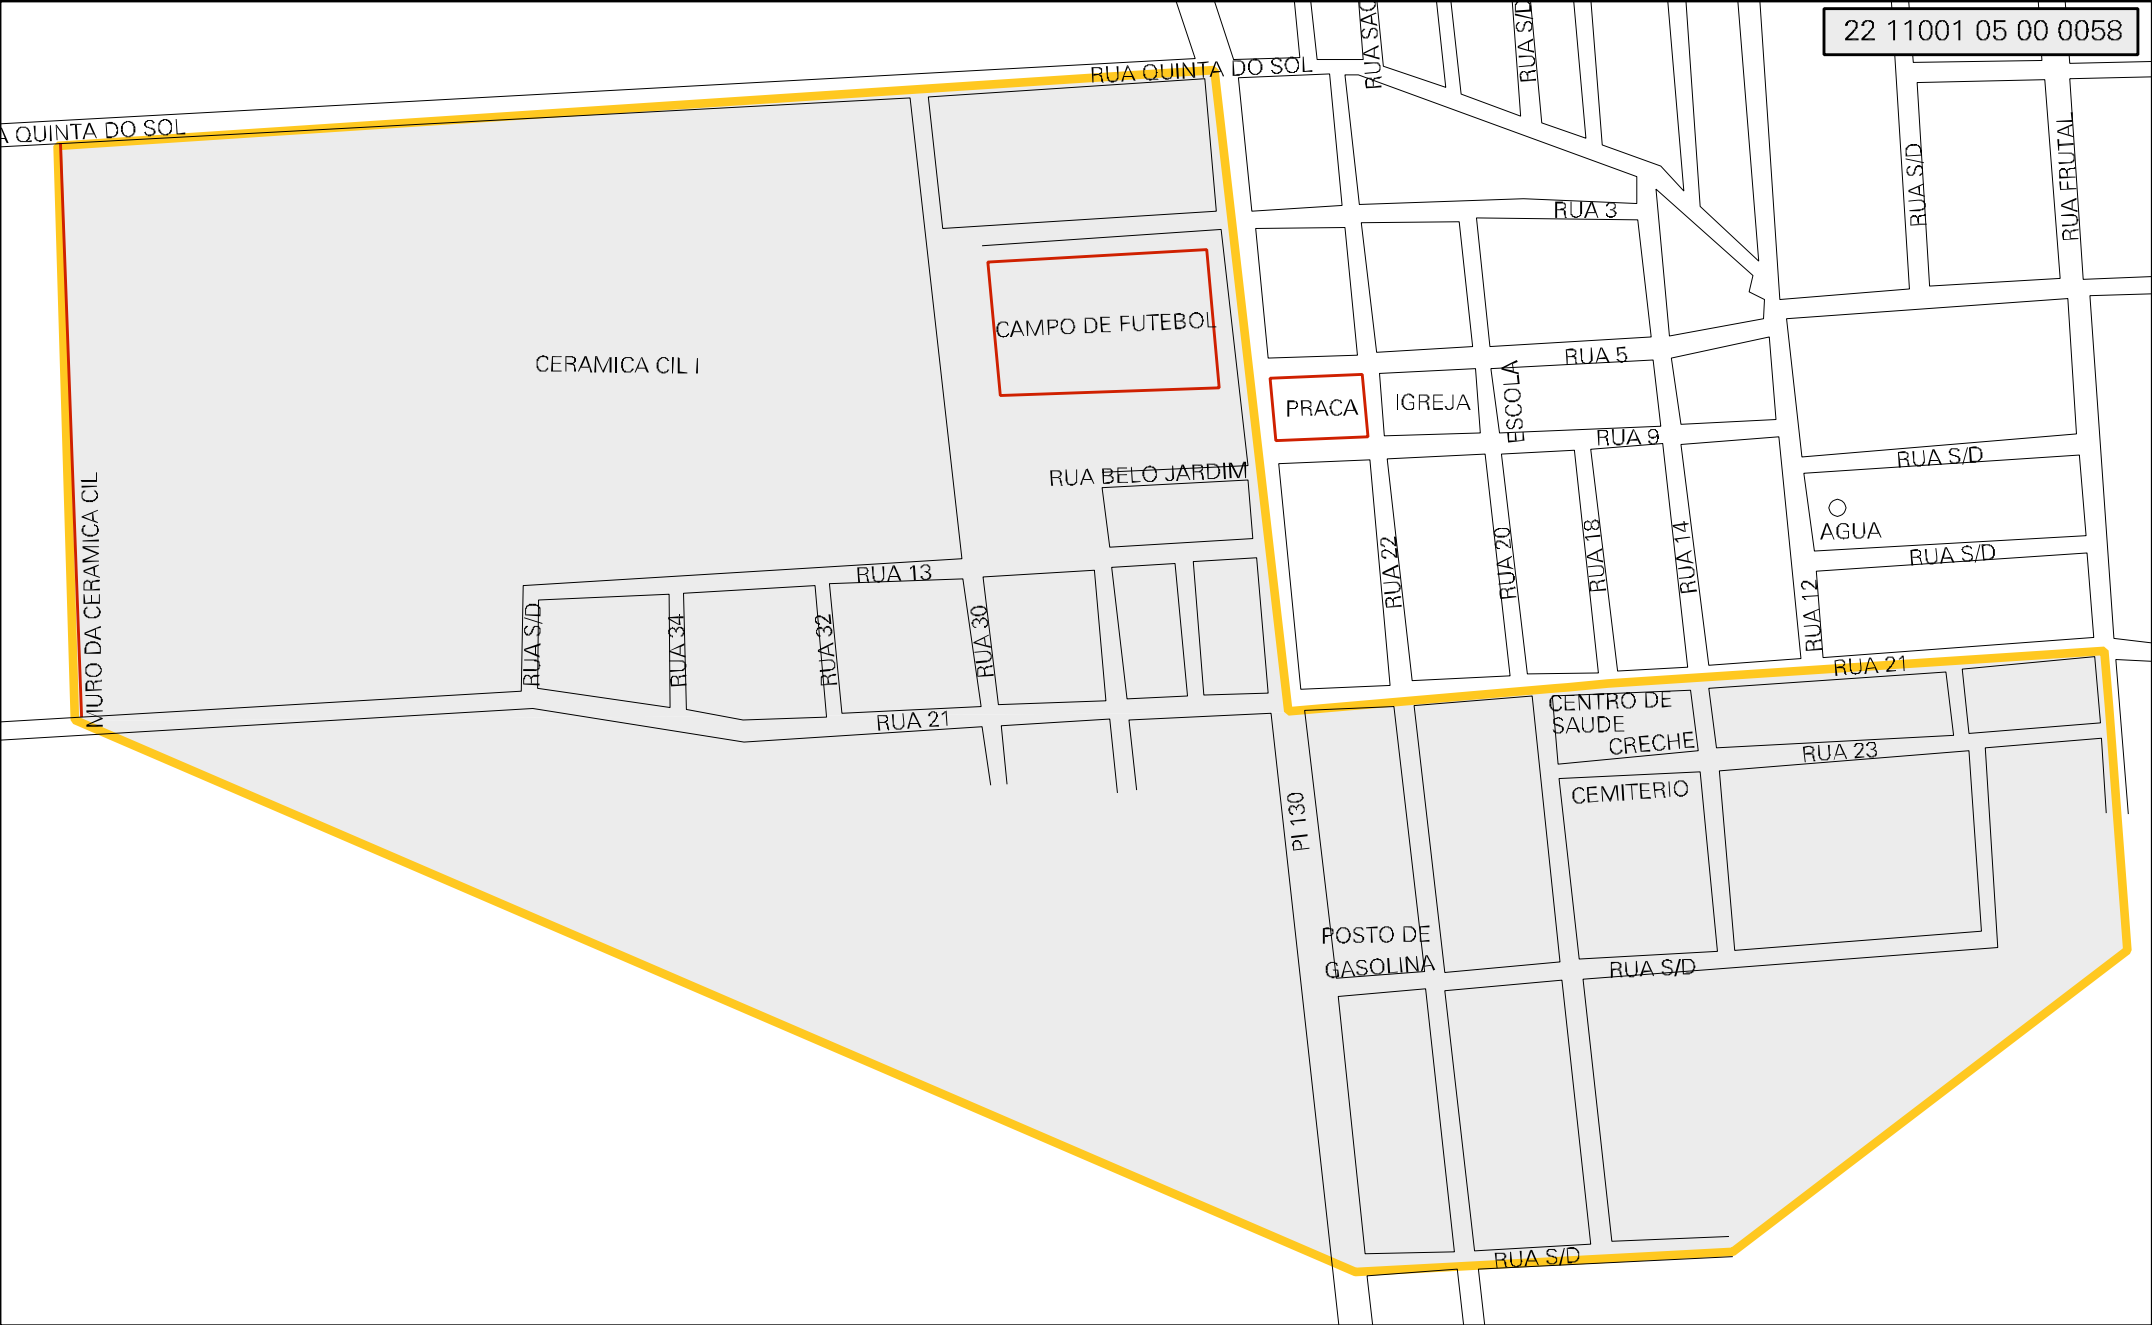 22 11001 05 00 0058
RUA SAO
RUA S/D
RUA QUINTA DO SOL
A QUINTA DO SOL
RUA S/D
RUA FRUTAL
RUA 3
CAMPO DE FUTEBOL
CERAMICA CIL I
RUA 5
PRACA
IGREJA
ESCOLA
RUA 9
RUA S/D
RUA BELO JARDIM
MURO DA CERAMICA CIL
AGUA
RUA S/D
RUA 22
RUA 20
RUA 18
RUA 14
RUA 12
RUA 13
RUA S/D
RUA 34
RUA 32
RUA 30
RUA 21
RUA 21
CENTRO DE
SAUDE
CRECHE
RUA 23
CEMITERIO
PI 130
POSTO DE
GASOLINA
RUA S/D
RUA S/D